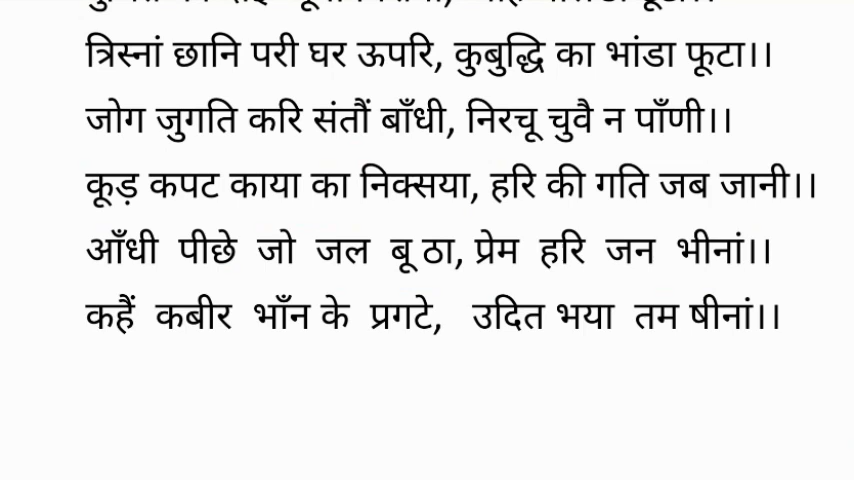 त्रिस्नां छानि परी घर ऊपरि, कुबुद्धि का भांडा फूटा।।
जोग जुगति करि संतौं बाँधी, निरचू चुवै न पाँणी।।
कूड़ कपट काया का निक्सया, हरि की गति जब जानी।।
आँधी पीछे जो जल बू ठा, प्रेम हरि जन भीनां।।
कहैं कबीर भाँन के प्रगटे, उदित भया तम षीनां।।